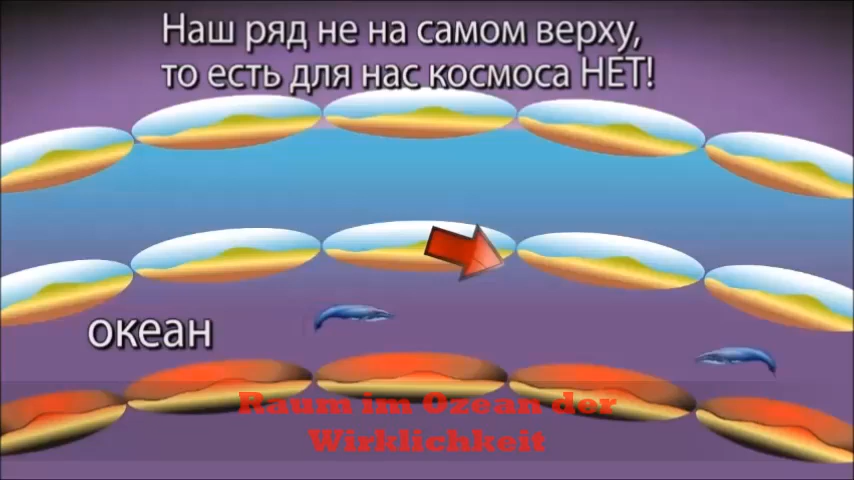 Наш ряд не на самом верху,
то есть для нас космоса НЕТ!
океан
Raum im Ozean der
Wirklichkeit